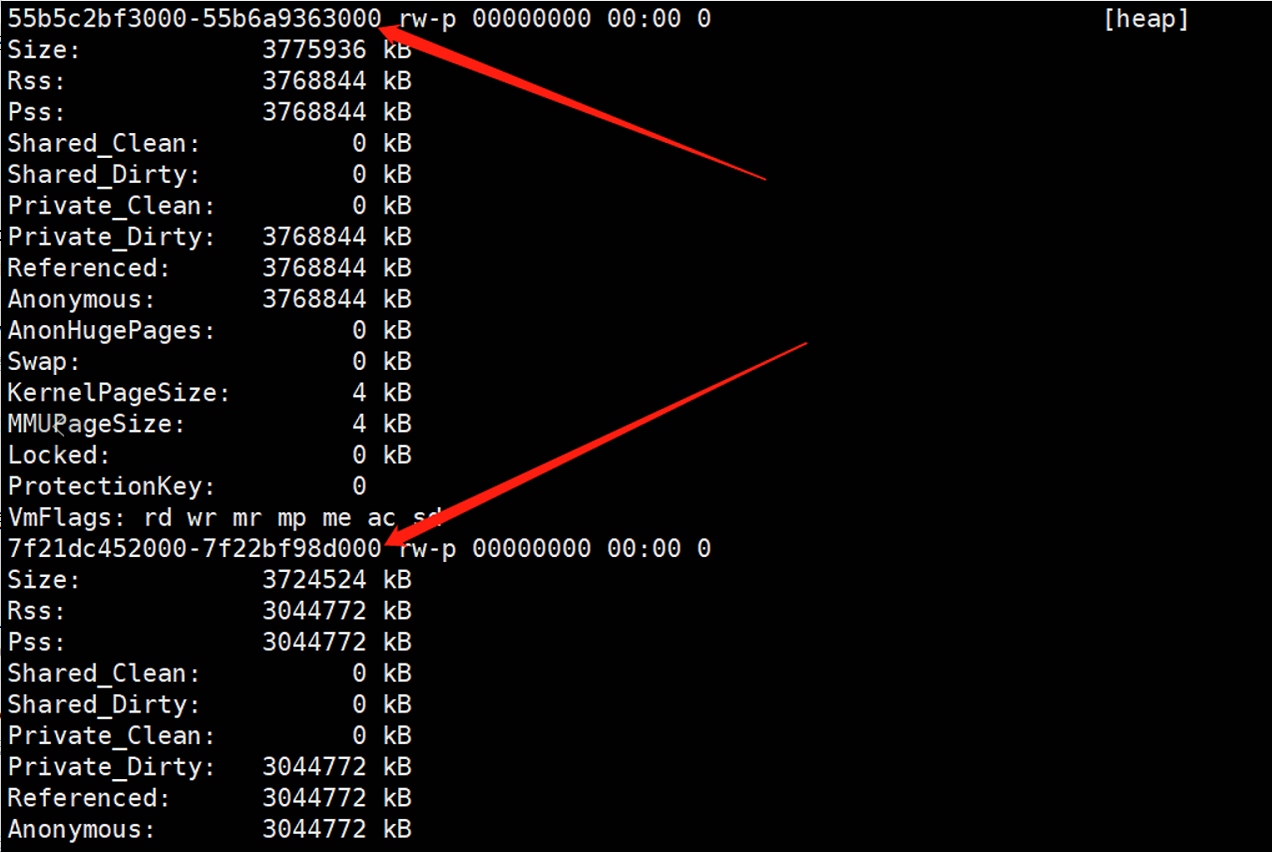 55b5c2bf3000-55b6a9363000 rw-p 00000000 00:00 0 [heap]
Size: 3775936 kB
Rss: 3768844 kB
Pss: 3768844 kB
Shared_Clean: 0 kB
Shared_Dirty: 0 kB
Private_Clean: 0 kB
Private_Dirty: 3768844 kB
Referenced: 3768844 kB
Anonymous: 3768844 kB
AnonHugePages: 0 kB
Swap: 0 kB
KernelPageSize: 4 kB
MMUPageSize: 4 kB
Locked: 0 kB
ProtectionKey: 0
VmFlags: rd wr mr mp me ac sd
7f21dc452000-7f22bf98d000 rw-p 00000000 00:00 0
Size: 3724524 kB
Rss: 3044772 kB
Pss: 3044772 kB
Shared_Clean: 0 kB
Shared_Dirty: 0 kB
Private_Clean: 0 kB
Private_Dirty: 3044772 kB
Referenced: 3044772 kB
Anonymous: 3044772 kB